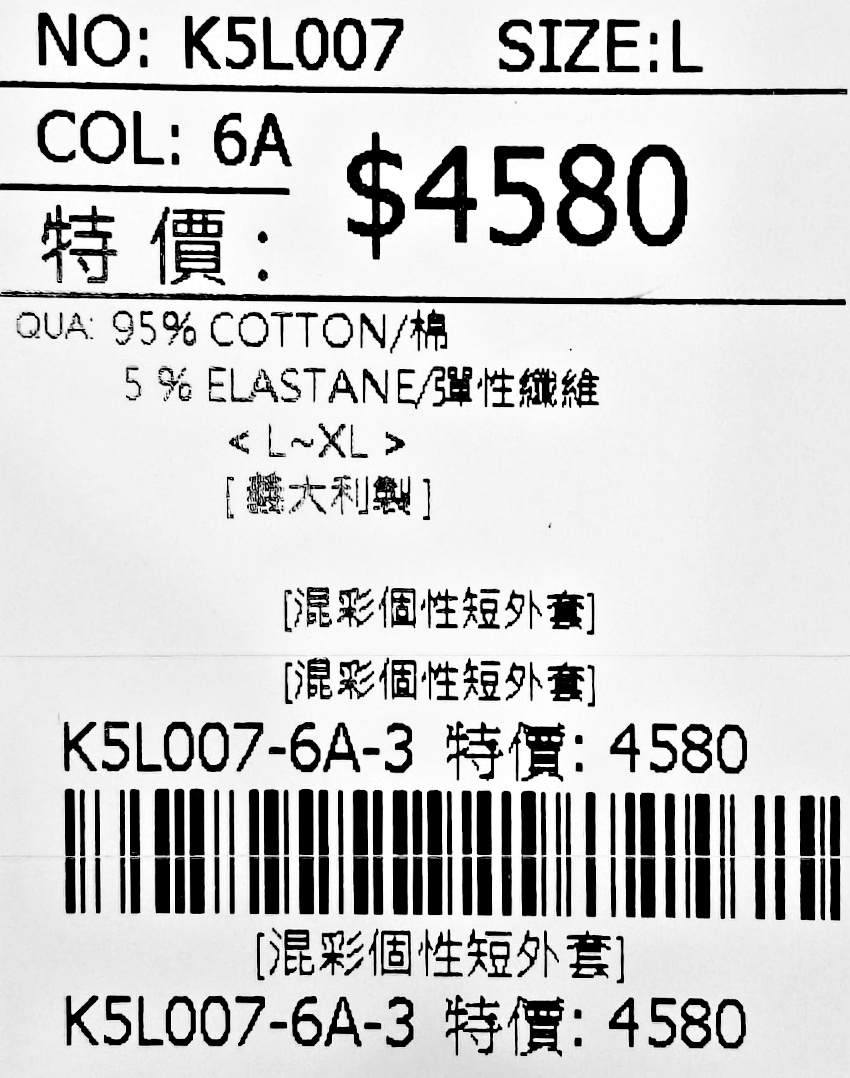 NO: K5L007 SIZE:L
COL: 6A
$4580
特 價 :
QUA: 95% COTTON/棉
5 % ELASTANE/彈性纖維
< L~XL >
[ 義大利製 ]
[混彩個性短外套]
[混彩個性短外套]
K5L007-6A-3 特價: 4580
[混彩個性短外套]
K5L007-6A-3 特價: 4580